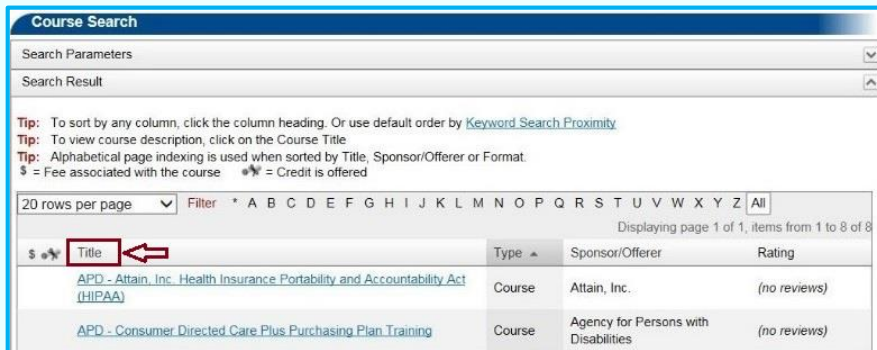 Course Search
Search Parameters
Search Result
Tip: To sort by any column, click the column heading. Or use default order by Keyword Search Proximity
Tip: To view course description, click on the Course Title
Tip: Alphabetical page indexing is used when sorted by Title, Sponsor/Offerer or Format.
$ = Fee associated with the course = Credit is offered
20 rows per page Filter * A B C D E F G H I J K L M N O P Q R S T U V W X Y Z All
Displaying page 1 of 1, items from 1 to 8 of 8
$ Title Type Sponsor/Offerer Rating
APD - Attain, Inc. Health Insurance Portability and Accountability Act
(HIPAA) Course Attain, Inc. (no reviews)
APD - Consumer Directed Care Plus Purchasing Plan Training Course Agency for Persons with
Disabilities (no reviews)